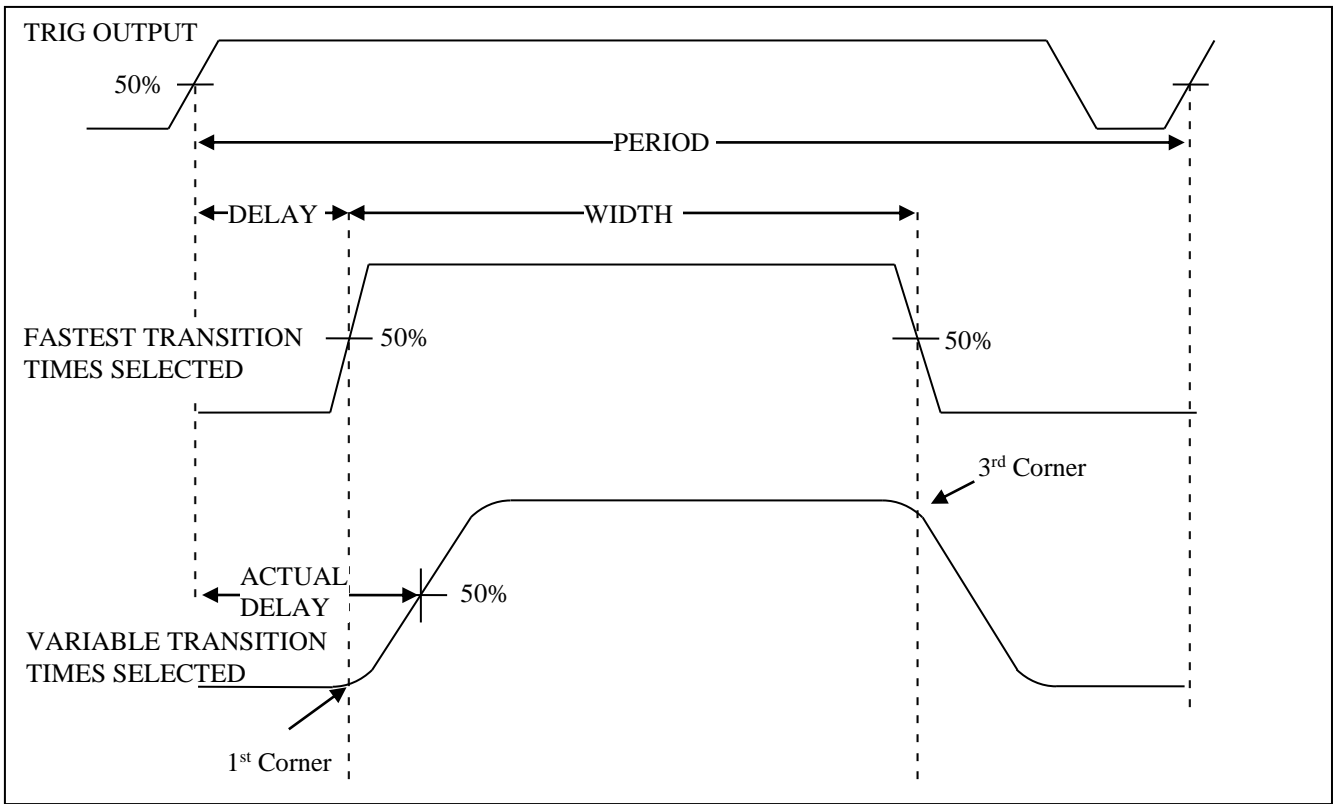 TRIG OUTPUT
50%
PERIOD
DELAY
WIDTH
FASTEST TRANSITION
TIMES SELECTED
50%
50%
3rd Corner
ACTUAL
DELAY
50%
VARIABLE TRANSITION
TIMES SELECTED
1st Corner